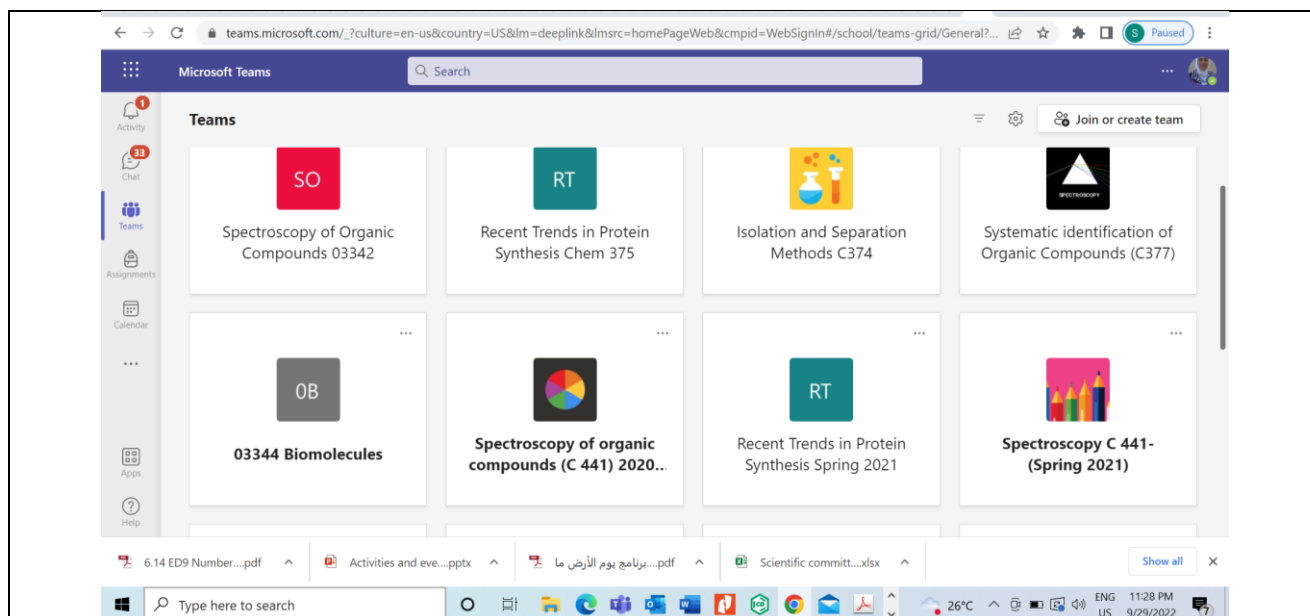 teams.microsoft.com/_?culture=en-us&country=US&lm=deeplink&lmsrc=homePageWeb&cmpid=WebSignIn#/school/teams-grid/General?...
S Paused
Microsoft Teams
Search
1
Activity
Teams
Join or create team
33
Chat
Teams
Assignments
Calendar
Apps
Help
SO
RT
SPECTROSCOPY
Spectroscopy of Organic
Compounds 03342
Recent Trends in Protein
Synthesis Chem 375
Isolation and Separation
Methods C374
Systematic identification of
Organic Compounds (C377)
0B
RT
03344 Biomolecules
Spectroscopy of organic
compounds (C 441) 2020...
Recent Trends in Protein
Synthesis Spring 2021
Spectroscopy C 441-
(Spring 2021)
6.14 ED9 Number....pdf
Activities and eve....pptx
برنامج يوم الأرض ما....pdf
Scientific committ....xlsx
Show all
Type here to search
26°C
ENG
US
11:28 PM
9/29/2022